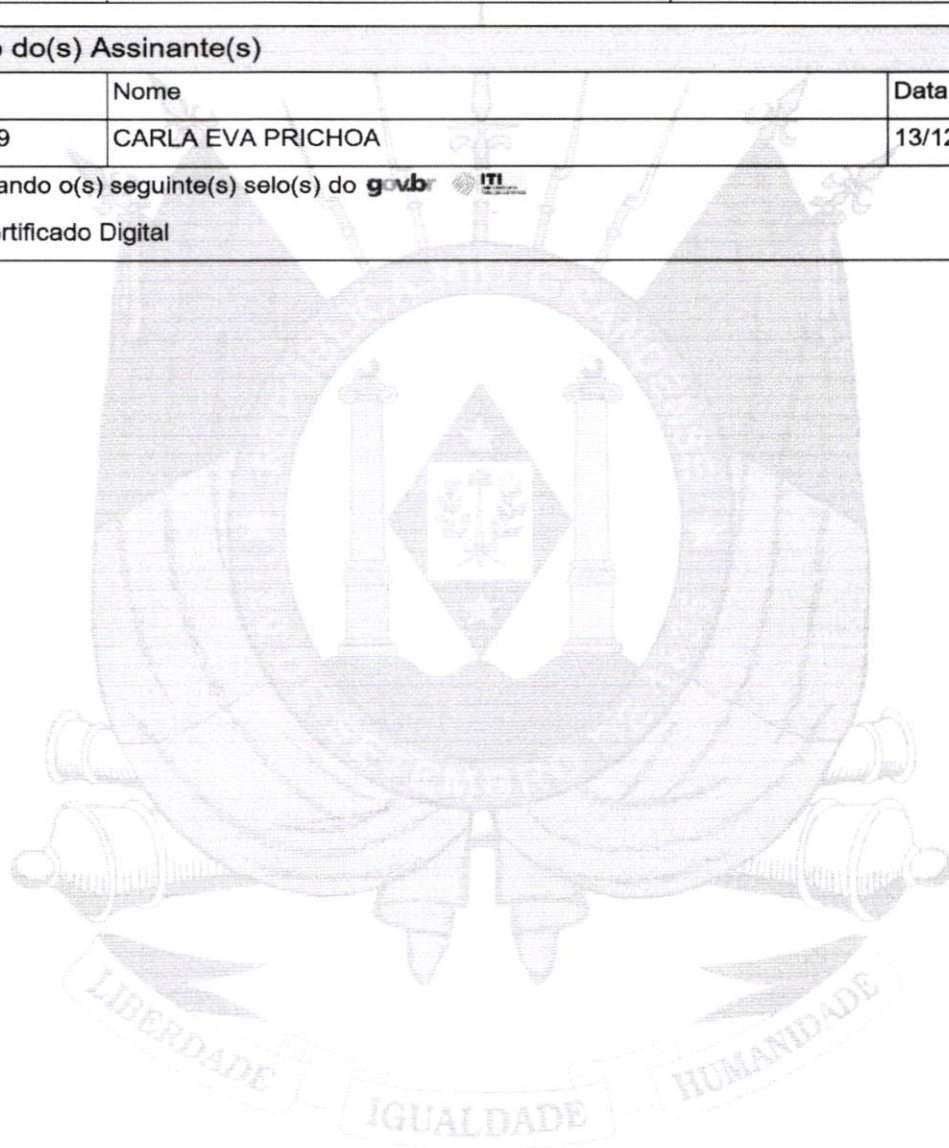 do(s) Assinante(s)
Nome Data
9 CARLA EVA PRICHOA 13/12
ando o(s) seguinte(s) selo(s) do gov.br ITI
rtificado Digital
LIBERDADE IGUALDADE HUMANIDADE